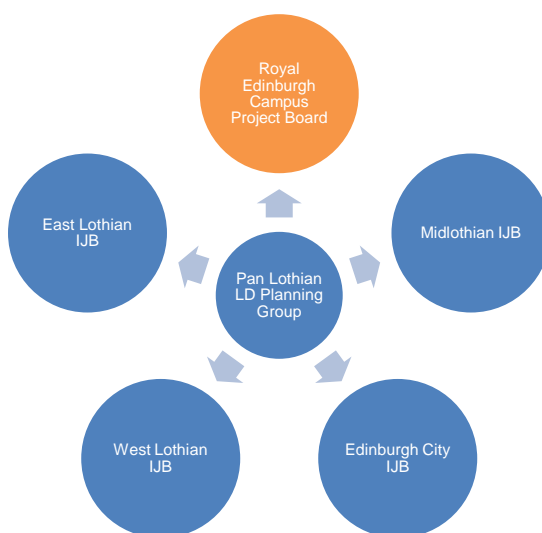 Royal
Edinburgh
Campus
Project Board
East Lothian
IJB
Midlothian IJB
Pan Lothian
LD Planning
Group
West Lothian
IJB
Edinburgh City
IJB